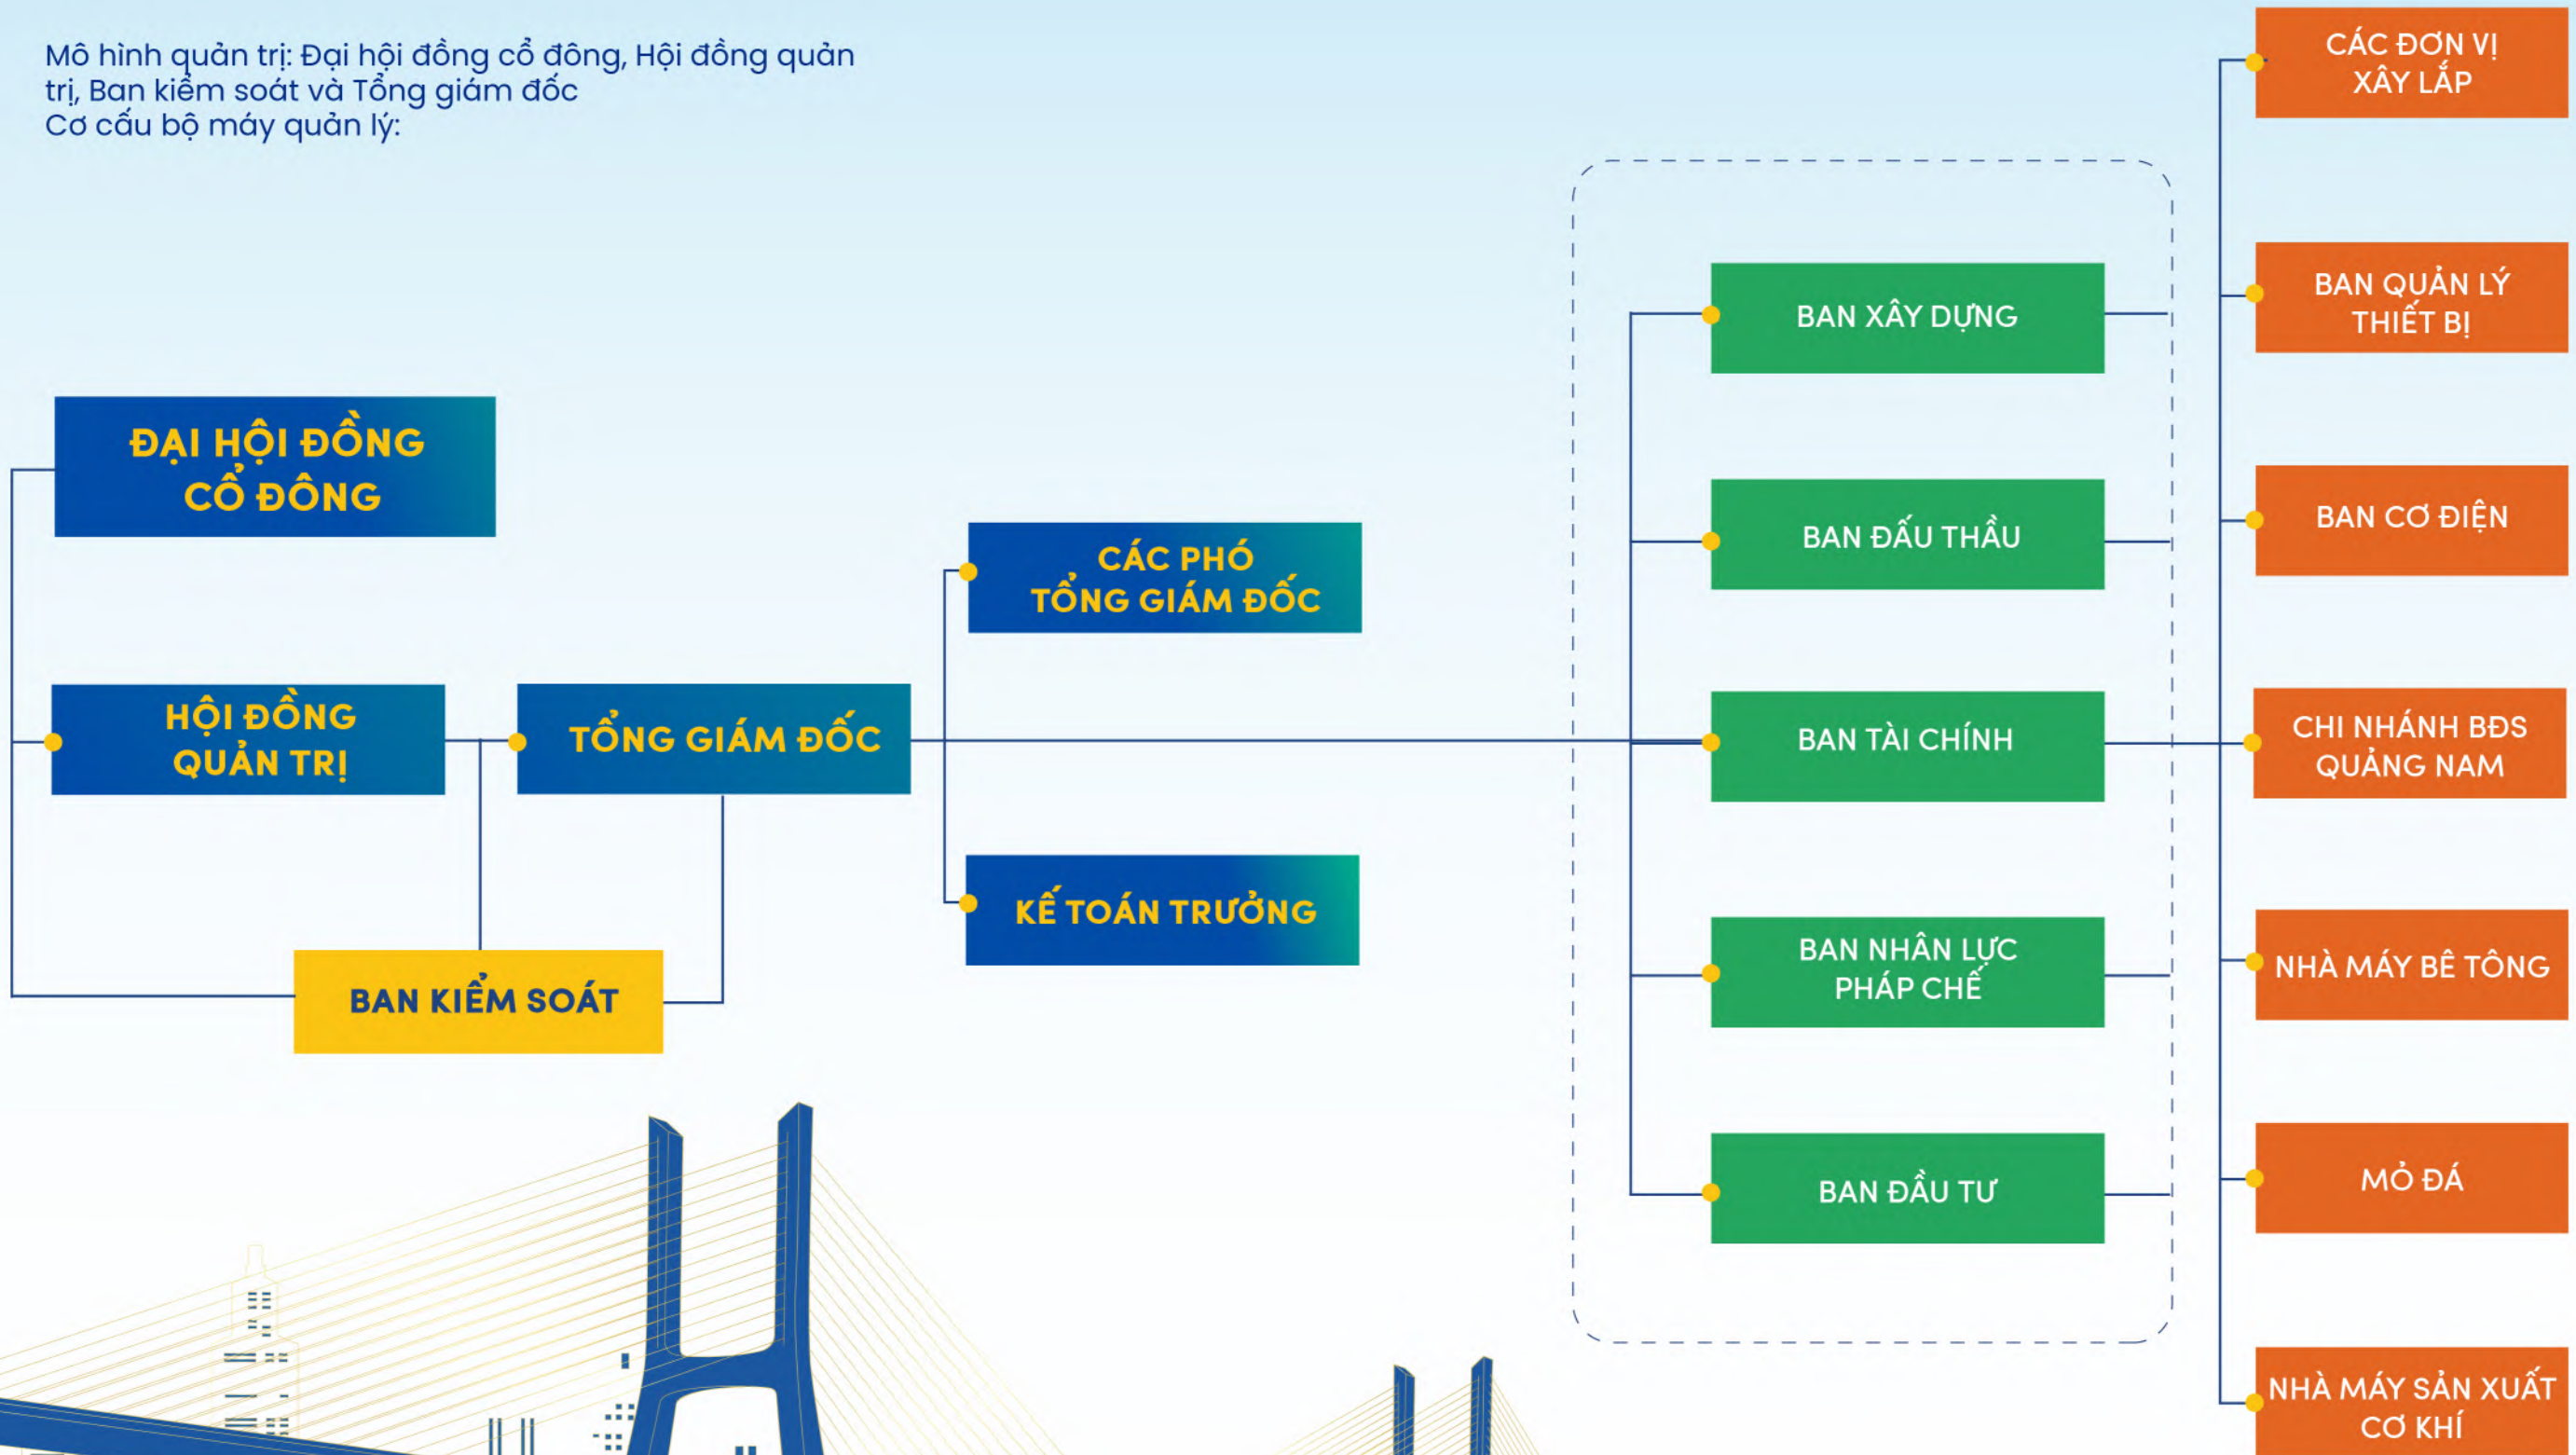 Mô hình quản trị: Đại hội đồng cổ đông, Hội đồng quản
trị, Ban kiểm soát và Tổng giám đốc
Cơ cấu bộ máy quản lý:
ĐẠI HỘI ĐỒNG
CỔ ĐÔNG
HỘI ĐỒNG
QUẢN TRỊ
TỔNG GIÁM ĐỐC
BAN KIỂM SOÁT
CÁC PHÓ
TỔNG GIÁM ĐỐC
KẾ TOÁN TRƯỞNG
BAN XÂY DỰNG
BAN ĐẤU THẦU
BAN TÀI CHÍNH
BAN NHÂN LỰC
PHÁP CHẾ
BAN ĐẦU TƯ
CÁC ĐƠN VỊ
XÂY LẮP
BAN QUẢN LÝ
THIẾT BỊ
BAN CƠ ĐIỆN
CHI NHÁNH BĐS
QUẢNG NAM
NHÀ MÁY BÊ TÔNG
MỎ ĐÁ
NHÀ MÁY SẢN XUẤT
CƠ KHÍ